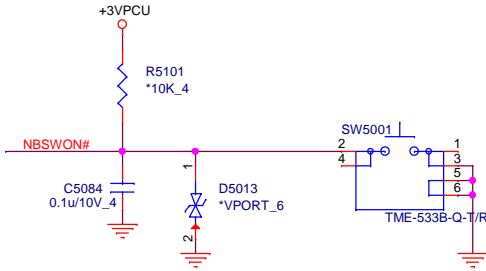 +3VPCU
R5101
*10K_4
NBSWON#
C5084
0.1u/10V_4
1
D5013
*VPORT_6
2
SW5001
2
1
4
3
5
6
TME-533B-Q-T/R